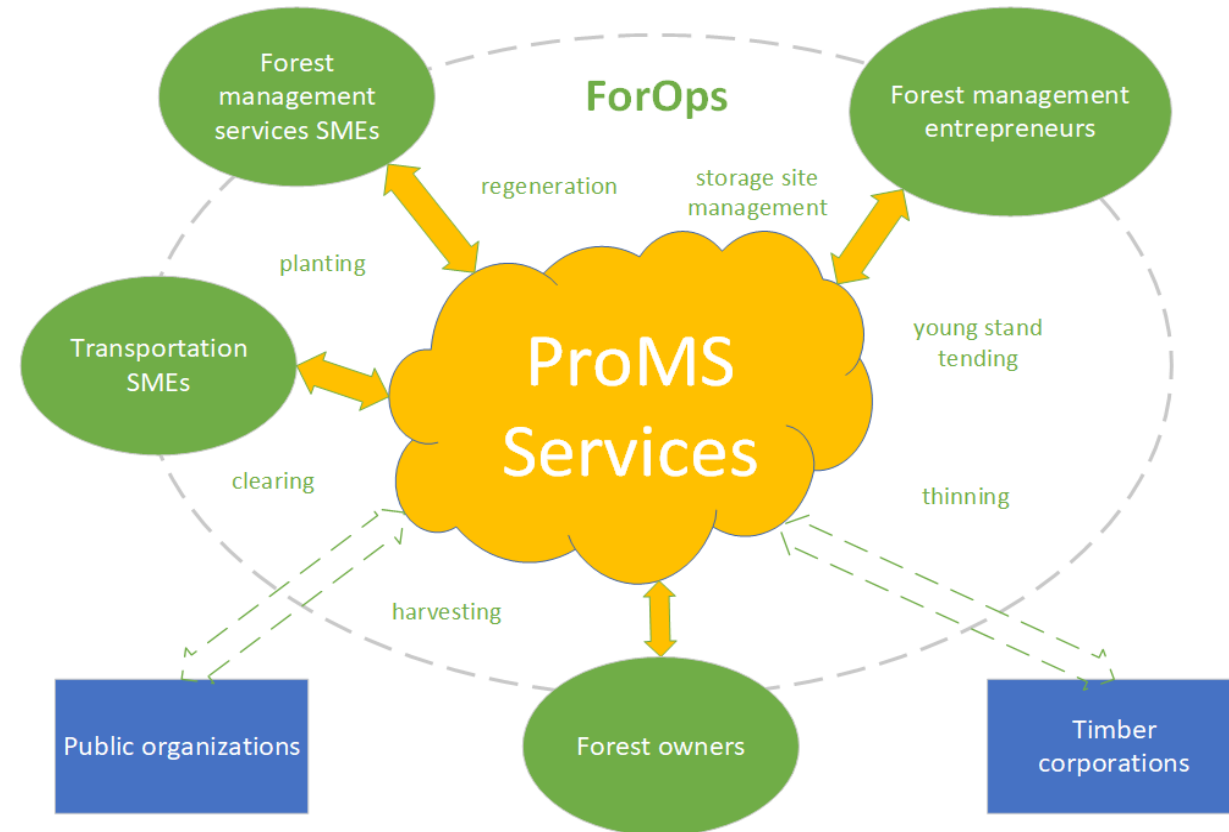 Forest
management
services SMEs
ForOps
Forest management
entrepreneurs
regeneration
storage site
management
planting
Transportation
SMEs
ProMS
Services
young stand
tending
clearing
thinning
harvesting
Public organizations
Forest owners
Timber
corporations